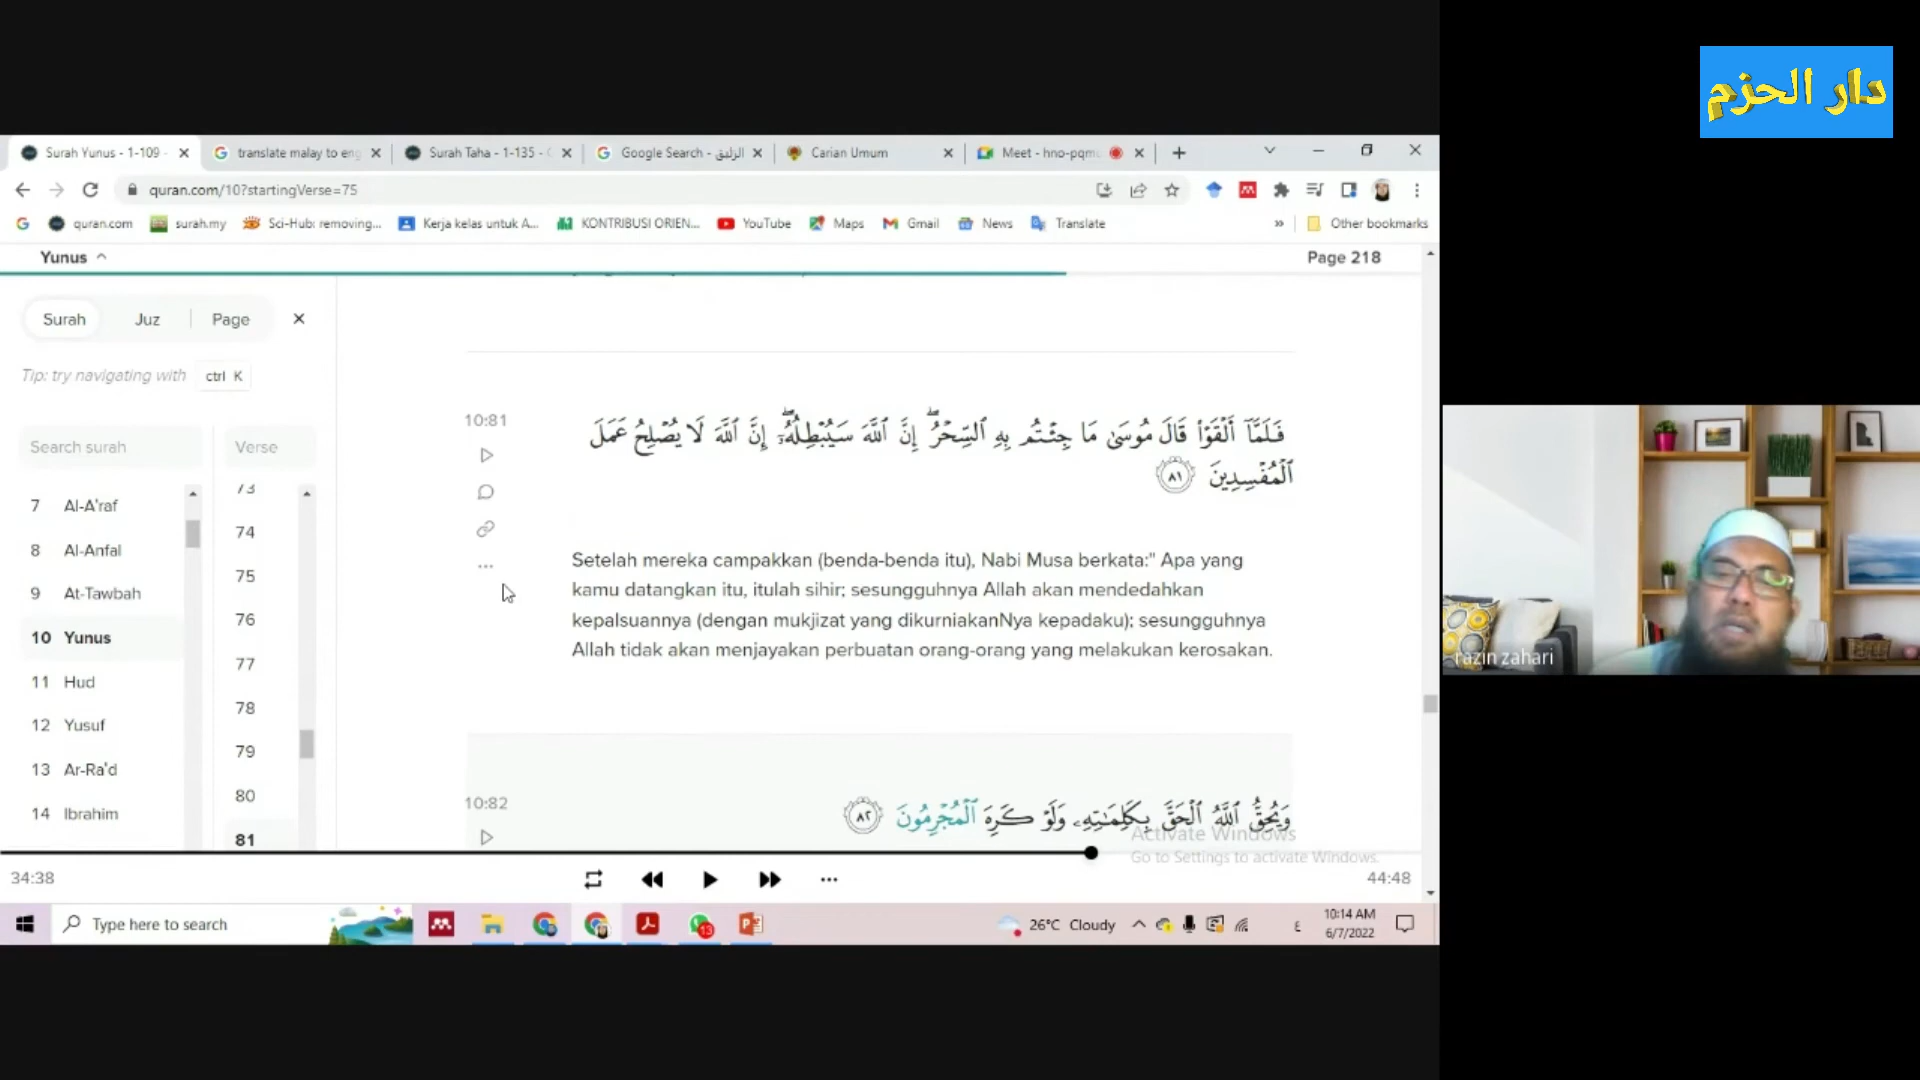 دار الحزم
Surah Yunus - 1-109
translate malay to eng
Surah Taha - 1-135 -
Google Search - الزلبق
Carian Umum
Meet - hno-pqm
quran.com/10?startingVerse=75
quran.com
surah.my
Sci-Hub: removing...
Kerja kelas untuk A...
KONTRIBUSI ORIEN...
YouTube
Maps
Gmail
News
Translate
»
Other bookmarks
Yunus
Page 218
Surah
Juz
Page
Tip: try navigating with ctrl K
Search surah
Verse
7 Al-A'raf
8 Al-Anfal
9 At-Tawbah
10 Yunus
11 Hud
12 Yusuf
13 Ar-Ra'd
14 Ibrahim
73
74
75
76
77
78
79
80
81
10:81
فَلَمَّآ أَلْقَوْا۟ قَالَ مُوسَىٰ مَا جِئْتُم بِهِ ٱلسِّحْرُ ۖ إِنَّ ٱللَّهَ سَيُبْطِلُهُۥٓ ۖ إِنَّ ٱللَّهَ لَا يُصْلِحُ عَمَلَ
ٱلْمُفْسِدِينَ ٨١
Setelah mereka campakkan (benda-benda itu), Nabi Musa berkata:" Apa yang
kamu datangkan itu, itulah sihir; sesungguhnya Allah akan mendedahkan
kepalsuannya (dengan mukjizat yang dikurniakanNya kepadaku); sesungguhnya
Allah tidak akan menjayakan perbuatan orang-orang yang melakukan kerosakan.
10:82
وَيُحِقُّ ٱللَّهُ ٱلْحَقَّ بِكَلِمَـٰتِهِۦ وَلَوْ كَرِهَ ٱلْمُجْرِمُونَ ٨٢
Activate Windows
Go to Settings to activate Windows.
34:38
44:48
Type here to search
13
26°C Cloudy
ع
10:14 AM
6/7/2022
razin zahari